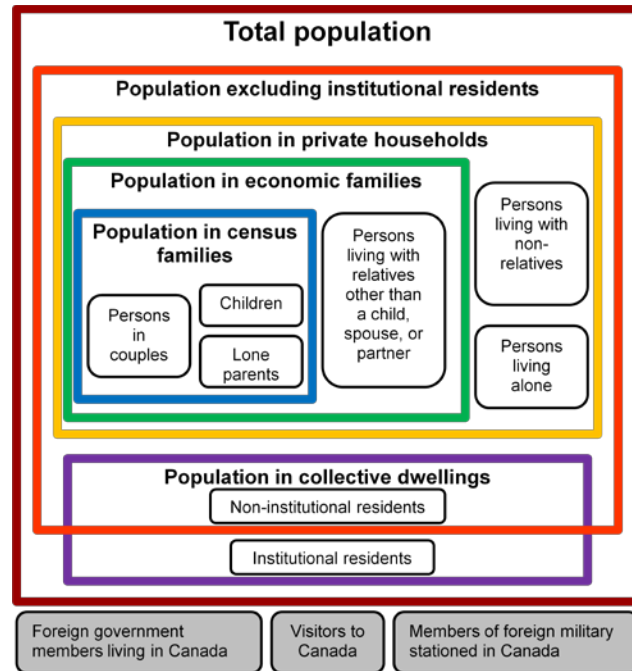 Total population
Population excluding institutional residents
Population in private households
Population in economic families
Population in census
families
Persons
in
couples
Children
Lone
parents
Persons
living with
relatives
other than
a child,
spouse, or
partner
Persons
living with
non-
relatives
Persons
living
alone
Population in collective dwellings
Non-institutional residents
Institutional residents
Foreign government
members living in Canada
Visitors to
Canada
Members of foreign military
stationed in Canada